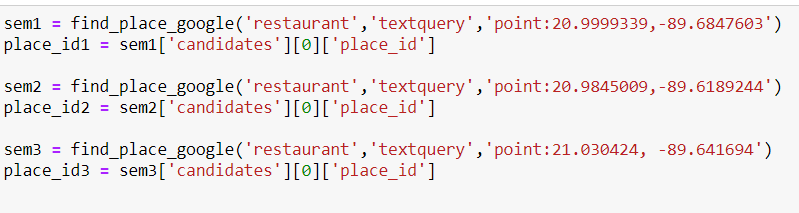 sem1 = find_place_google('restaurant','textquery','point:20.9999339,-89.6847603')
place_id1 = sem1['candidates'][0]['place_id']
sem2 = find_place_google('restaurant','textquery','point:20.9845009,-89.6189244')
place_id2 = sem2['candidates'][0]['place_id']
sem3 = find_place_google('restaurant','textquery','point:21.030424, -89.641694')
place_id3 = sem3['candidates'][0]['place_id']